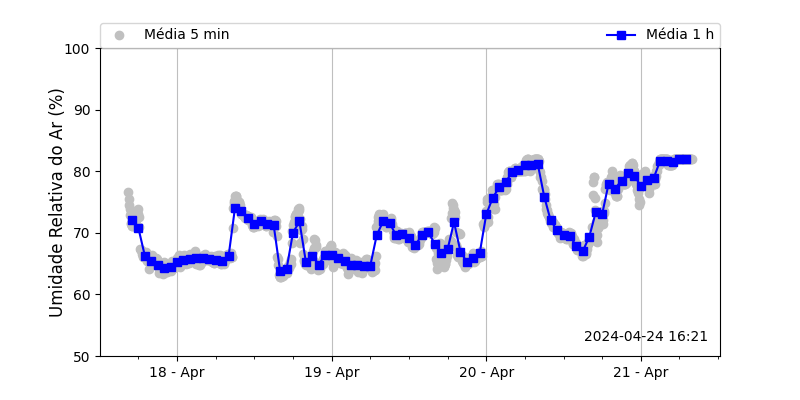 Média 5 min
Média 1 h
Umidade Relativa do Ar (%)
100
90
80
70
60
50
2024-04-24 16:21
18 - Apr
19 - Apr
20 - Apr
21 - Apr